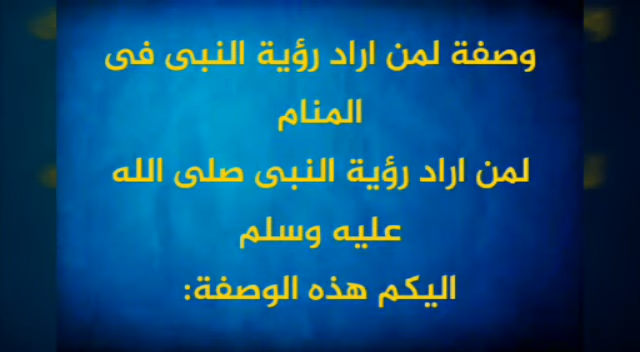 وصفة لمن اراد رؤية النبى فى
المنام
لمن اراد رؤية النبى صلى الله
عليه وسلم
اليكم هذه الوصفة: